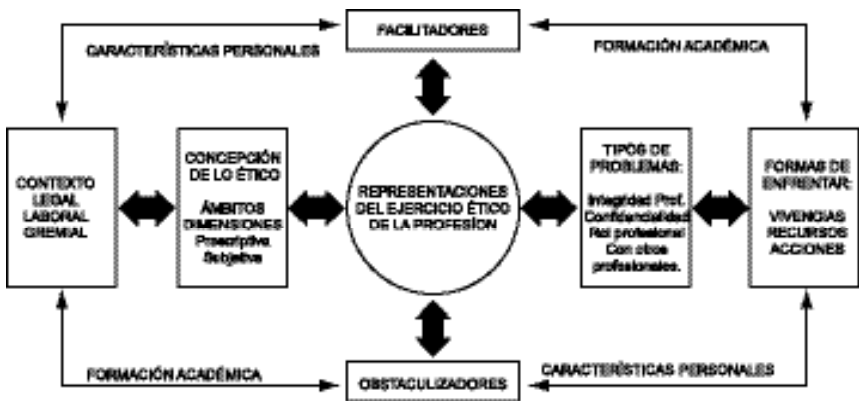 FACILITADORES
CARACTERÍSTICAS PERSONALES
FORMACIÓN ACADÉMICA
CONTEXTO
LEGAL
LABORAL
GREMIAL
CONCEPCIÓN
DE LO ÉTICO
ÁMBITOS
DIMENSIONES
Prescriptiva
Subjetiva
REPRESENTACIONES
DEL EJERCICIO ÉTICO
DE LA PROFESÍON
TIPOS DE
PROBLEMAS:
Integridad Prof.
Confidencialidad
Rol profesional
Con otros
profesionales.
FORMAS DE
ENFRENTAR:
VIVENCIAS
RECURSOS
ACCIONES
FORMACIÓN ACADÉMICA
CARACTERÍSTICAS PERSONALES
OBSTACULIZADORES